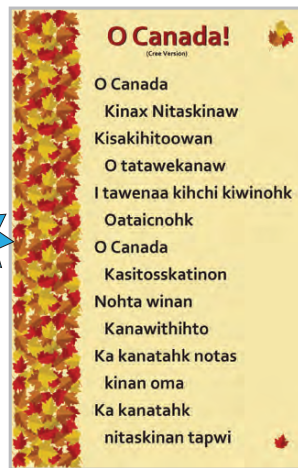 O Canada!
(Cree Version)
O Canada
Kinax Nitaskinaw
Kisakihitoowan
O tatawekanaw
I tawenaa kihchi kiwinohk
Oataicnohk
O Canada
Kasitosskatinon
Nohta winan
Kanawithihto
Ka kanatahk notas
kinan oma
Ka kanatahk
nitaskinan tapwi